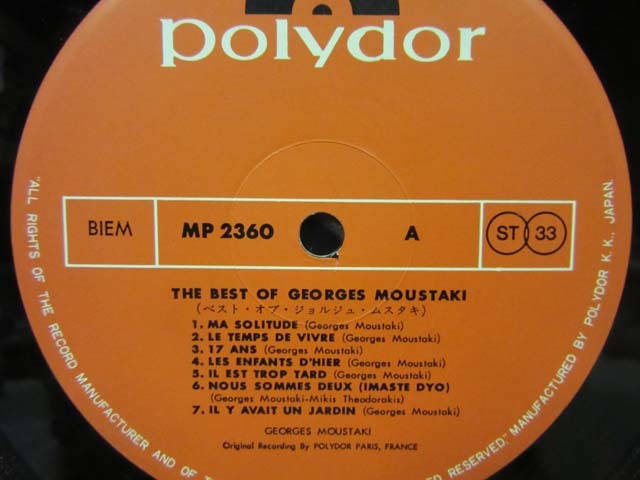 polydor
BIEM MP 2360 A ST 33
THE BEST OF GEORGES MOUSTAKI
(ベスト・オブ・ジョルジュ・ムスタキ)
1. MA SOLITUDE (Georges Moustaki)
2. LE TEMPS DE VIVRE (Georges Moustaki)
3. 17 ANS (Georges Moustaki)
4. LES ENFANTS D'HIER (Georges Moustaki)
5. IL EST TROP TARD (Georges Moustaki)
6. NOUS SOMMES DEUX (IMASTE DYO)
(Georges Moustaki-Mikis Theodorakis)
7. IL Y AVAIT UN JARDIN (Georges Moustaki)
GEORGES MOUSTAKI
Original Recording By POLYDOR PARIS, FRANCE
"ALL RIGHTS OF THE RECORD MANUFACTURER AND OF
RESERVED" MANUFACTURED BY POLYDOR K. K., JAPAN.